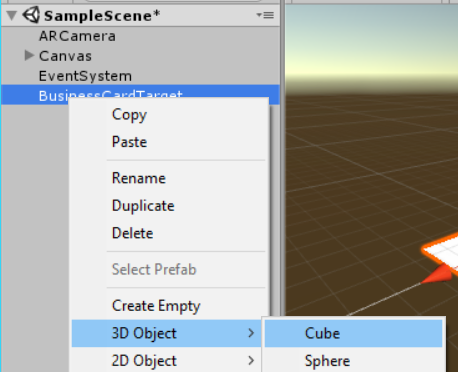 SampleScene*
ARCamera
Canvas
EventSystem
BusinessCardTarget
Copy
Paste
Rename
Duplicate
Delete
Select Prefab
Create Empty
3D Object
Cube
2D Object
Sphere